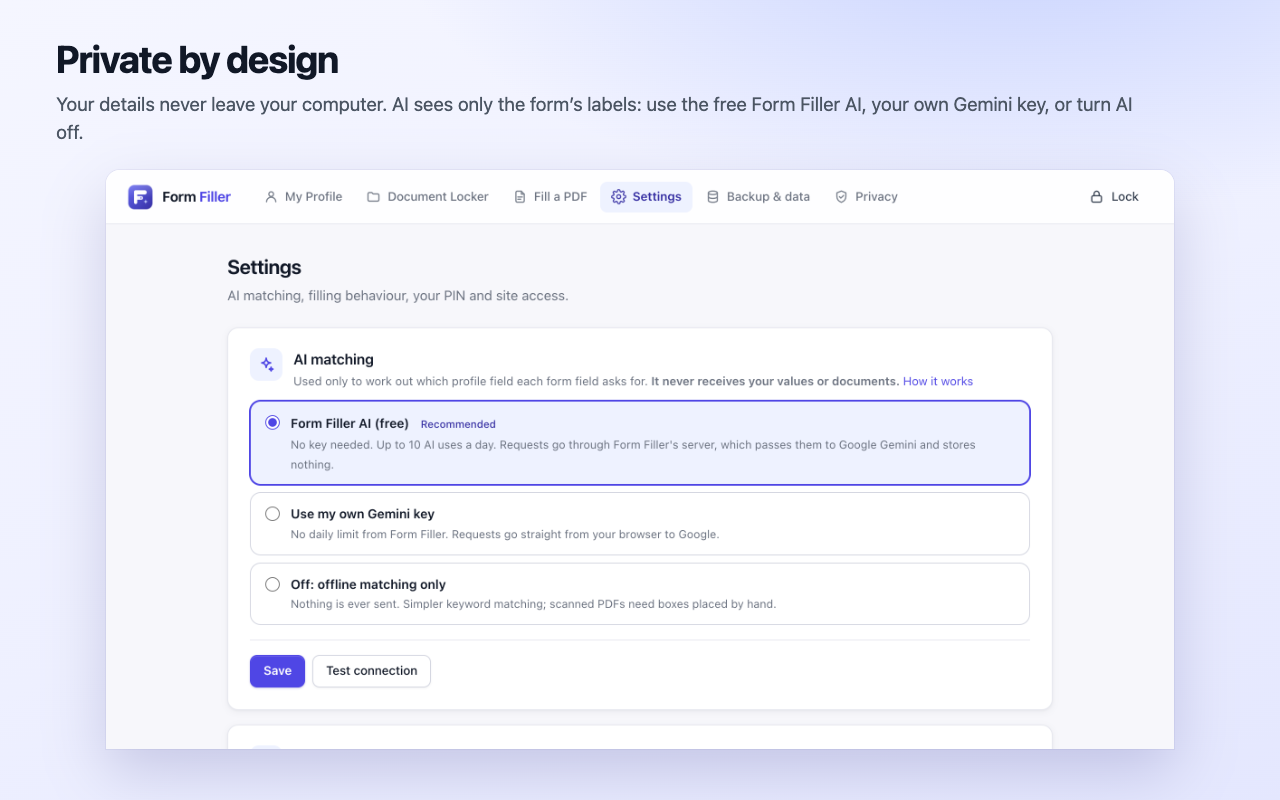 Private by design
Your details never leave your computer. AI sees only the form’s labels: use the free Form Filler AI, your own Gemini key, or turn AI
off.
Form Filler
My Profile
Document Locker
Fill a PDF
Settings
Backup & data
Privacy
Lock
Settings
AI matching, filling behaviour, your PIN and site access.
AI matching
Used only to work out which profile field each form field asks for. It never receives your values or documents. How it works
Form Filler AI (free) Recommended
No key needed. Up to 10 AI uses a day. Requests go through Form Filler's server, which passes them to Google Gemini and stores
nothing.
Use my own Gemini key
No daily limit from Form Filler. Requests go straight from your browser to Google.
Off: offline matching only
Nothing is ever sent. Simpler keyword matching; scanned PDFs need boxes placed by hand.
Save
Test connection